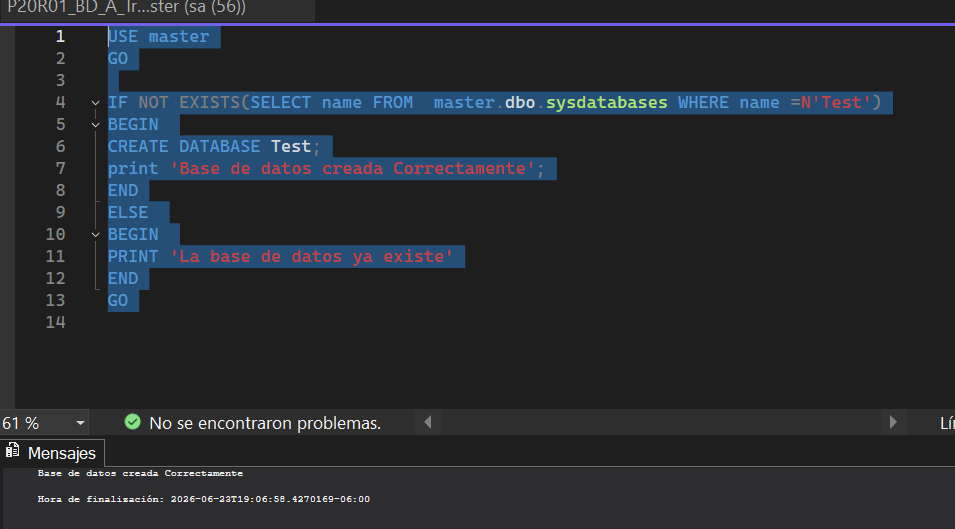 P20R01_BD_A_Ir...ster (sa (56))
1 USE master
2 GO
3
4 IF NOT EXISTS(SELECT name FROM  master.dbo.sysdatabases WHERE name =N'Test')
5 BEGIN
6 CREATE DATABASE Test;
7 print 'Base de datos creada Correctamente';
8 END
9 ELSE
10 BEGIN
11 PRINT 'La base de datos ya existe'
12 END
13 GO
14
61 % No se encontraron problemas. Lí
Mensajes
Base de datos creada Correctamente
Hora de finalización: 2026-06-23T19:06:58.4270169-06:00